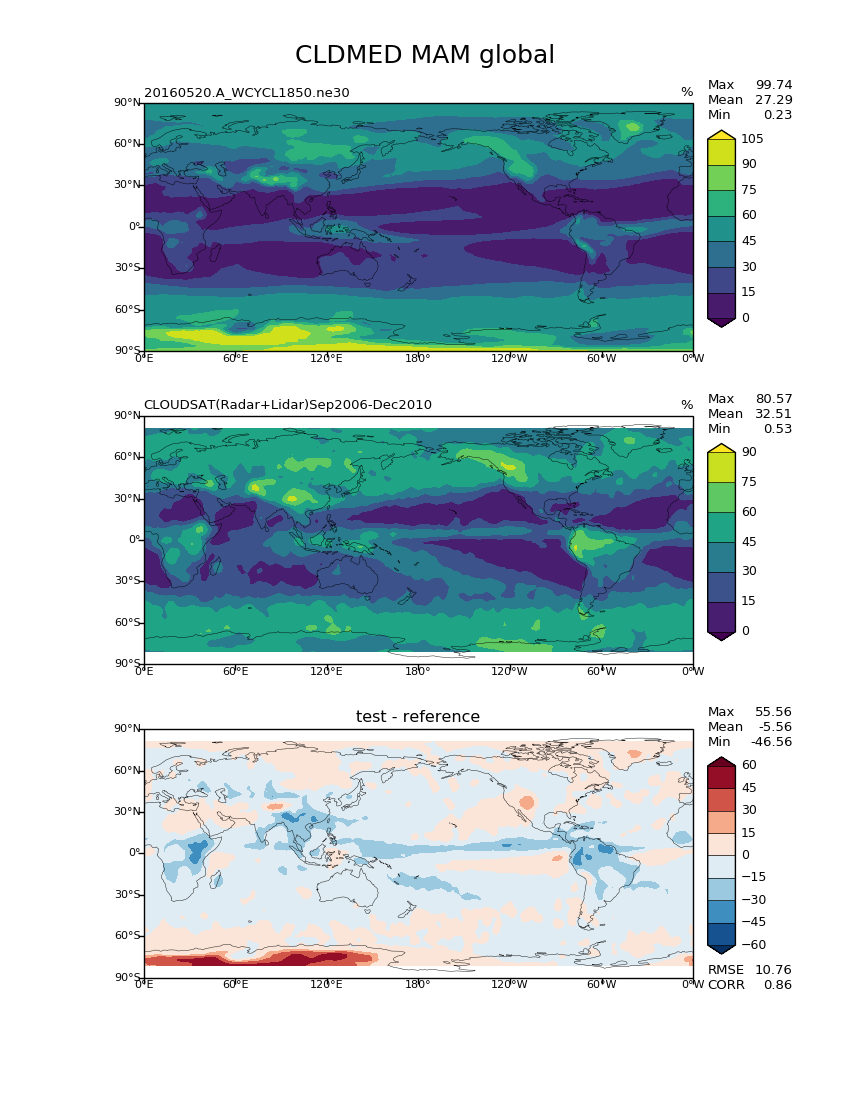 CLDMED MAM global
20160520.A_WCYCL1850.ne30
%
Max 99.74
Mean 27.29
Min 0.23
90°N
60°N
30°N
0°
30°S
60°S
90°S
0°E 60°E 120°E 180° 120°W 60°W 0°W
105
90
75
60
45
30
15
0
CLOUDSAT(Radar+Lidar)Sep2006-Dec2010
%
Max 80.57
Mean 32.51
Min 0.53
90°N
60°N
30°N
0°
30°S
60°S
90°S
0°E 60°E 120°E 180° 120°W 60°W 0°W
90
75
60
45
30
15
0
test - reference
Max 55.56
Mean -5.56
Min -46.56
90°N
60°N
30°N
0°
30°S
60°S
90°S
0°E 60°E 120°E 180° 120°W 60°W 0°W
60
45
30
15
0
−15
−30
−45
−60
RMSE 10.76
CORR 0.86